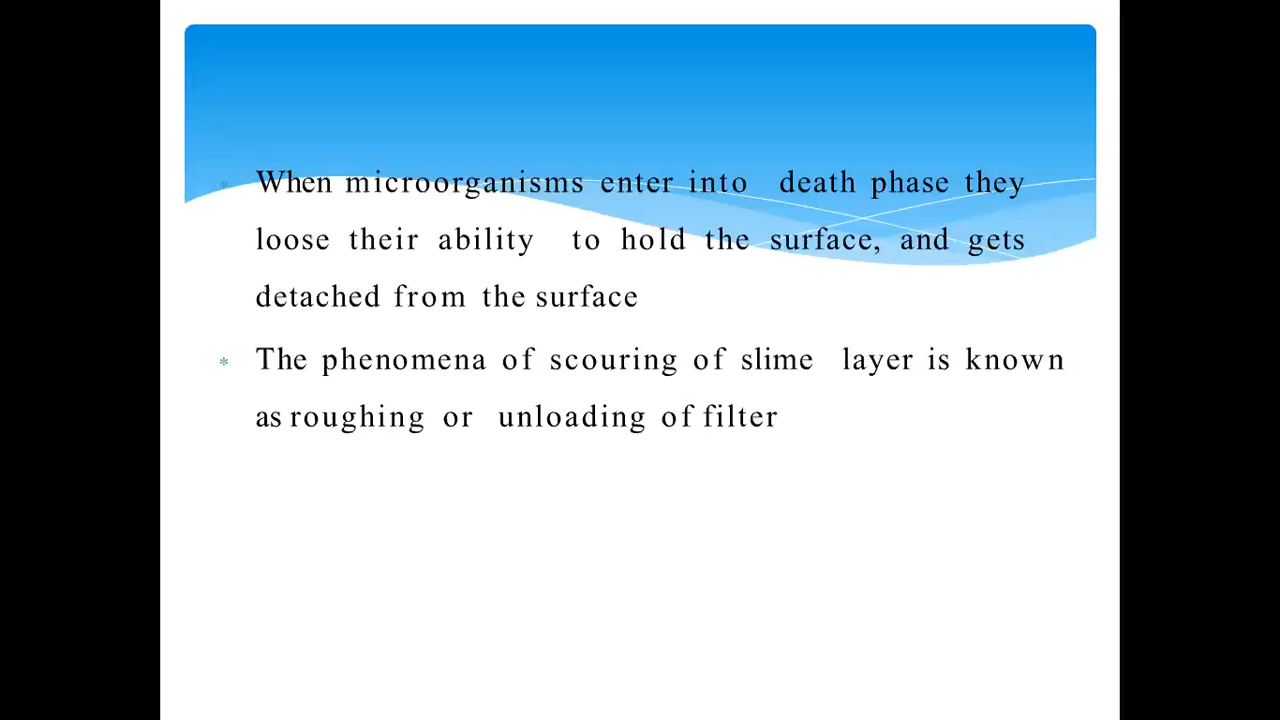 * When microorganisms enter into death phase they
loose their ability to hold the surface, and gets
detached from the surface
* The phenomena of scouring of slime layer is known
as roughing or unloading of filter